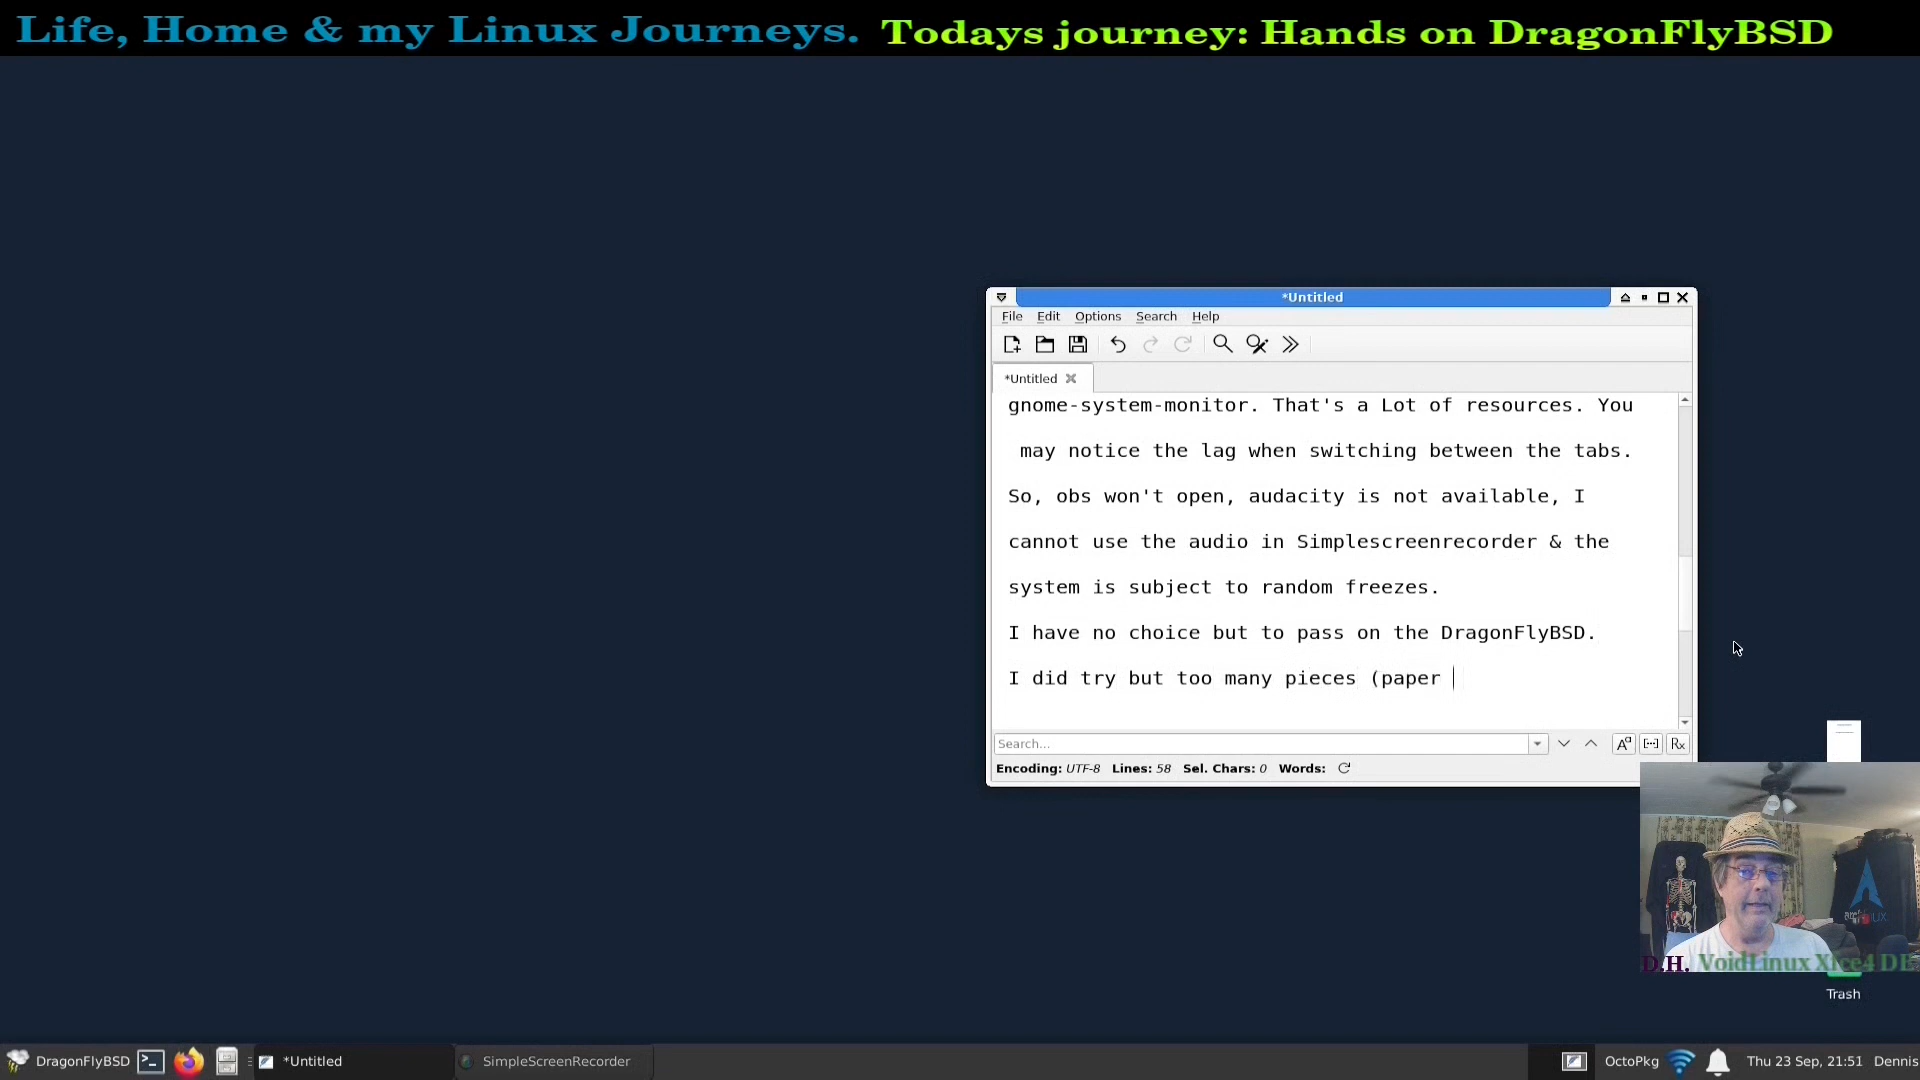 Life, Home & my Linux Journeys. Todays journey: Hands on DragonFlyBSD
*Untitled
File Edit Options Search Help
*Untitled
gnome-system-monitor. That's a Lot of resources. You
may notice the lag when switching between the tabs.
So, obs won't open, audacity is not available, I
cannot use the audio in Simplescreenrecorder & the
system is subject to random freezes.
I have no choice but to pass on the DragonFlyBSD.
I did try but too many pieces (paper
Search...
Encoding: UTF-8 Lines: 58 Sel. Chars: 0 Words:
D.H. VoidLinux Xfce4 DE
Trash
DragonFlyBSD *Untitled SimpleScreenRecorder OctoPkg Thu 23 Sep, 21:51 Dennis